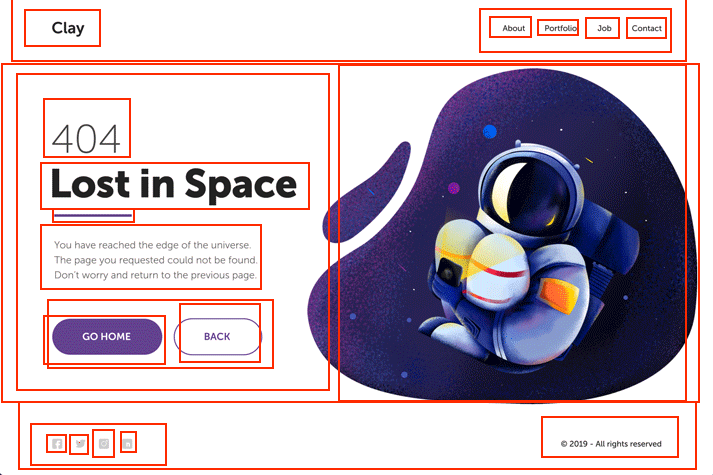 Clay
About
Portfolio
Job
Contact
404
Lost in Space
You have reached the edge of the universe.
The page you requested could not be found.
Don't worry and return to the previous page.
GO HOME
BACK
© 2019 - All rights reserved